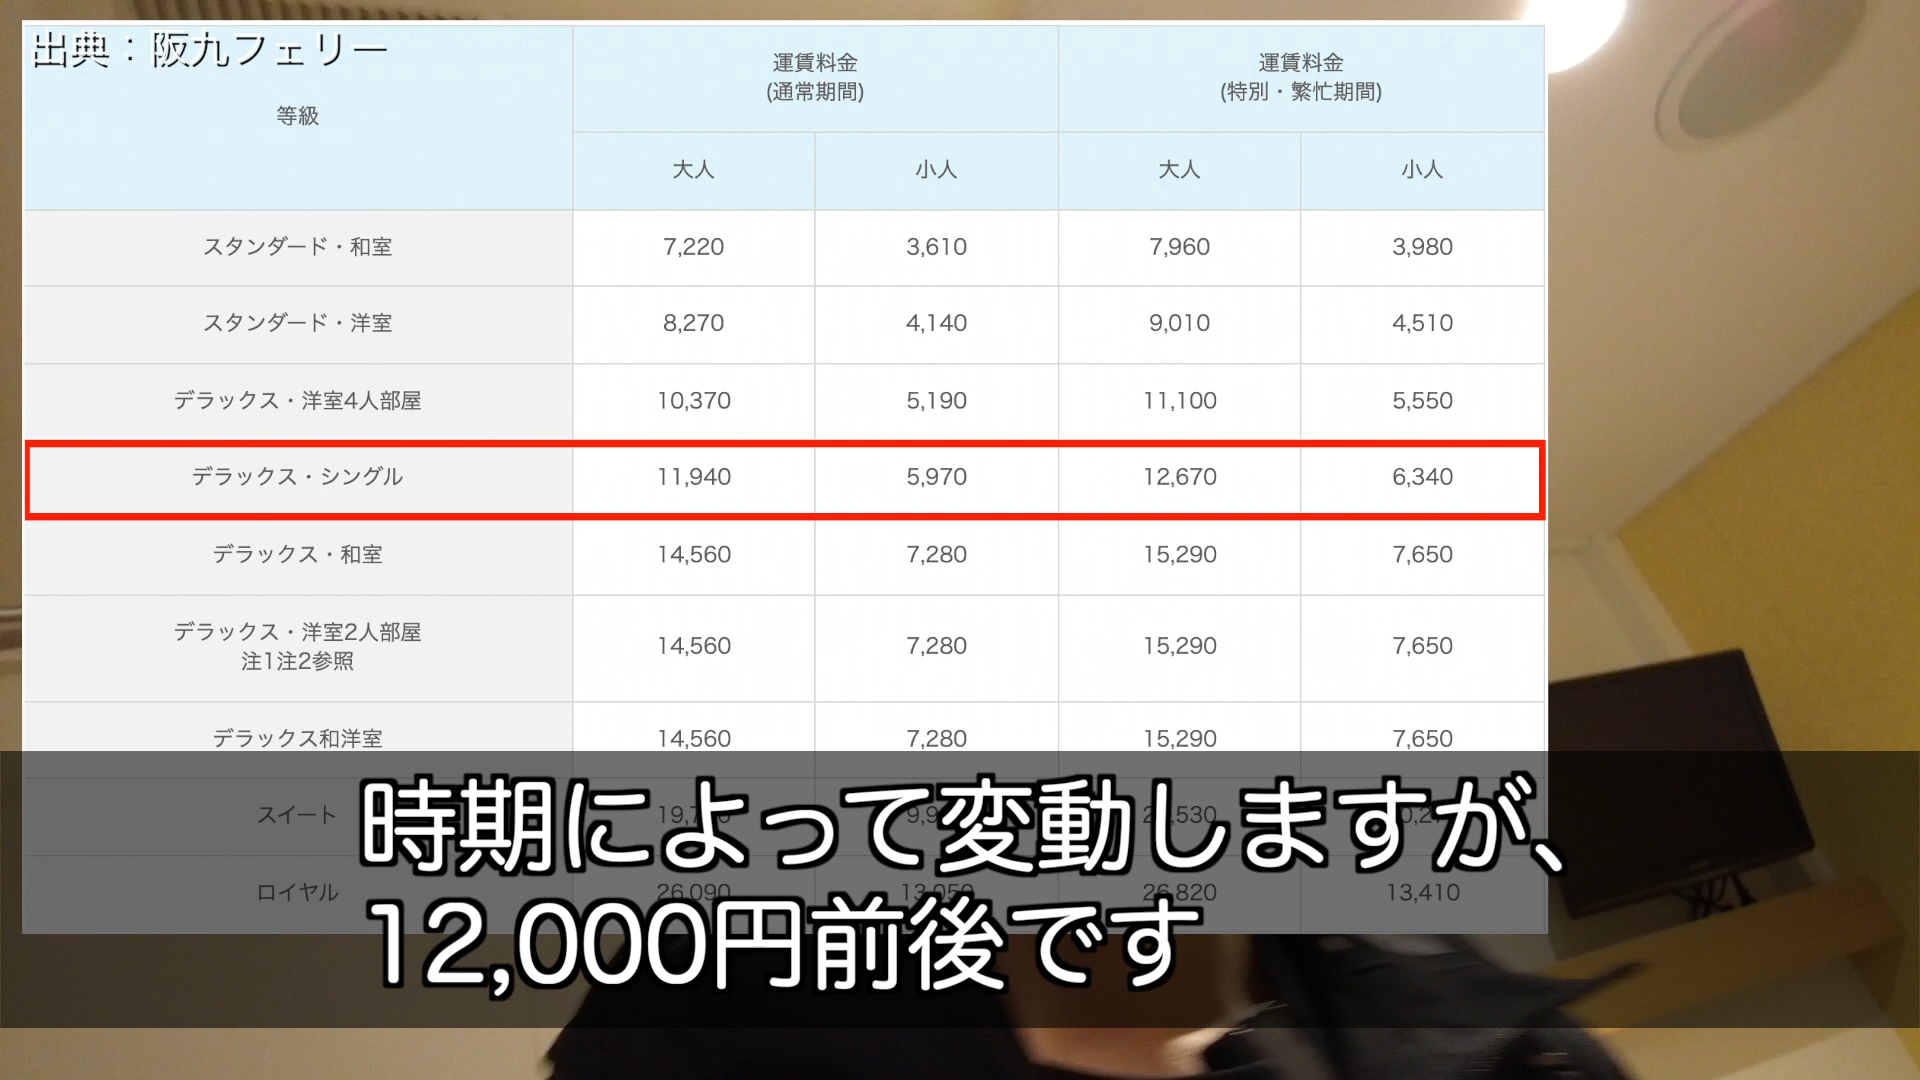 出典：阪九フェリー
等級
運賃料金
(通常期間)
運賃料金
(特別・繁忙期間)
大人 小人 大人 小人
スタンダード・和室 7,220 3,610 7,960 3,980
スタンダード・洋室 8,270 4,140 9,010 4,510
デラックス・洋室4人部屋 10,370 5,190 11,100 5,550
デラックス・シングル 11,940 5,970 12,670 6,340
デラックス・和室 14,560 7,280 15,290 7,650
デラックス・洋室2人部屋
注1注2参照 14,560 7,280 15,290 7,650
デラックス和洋室 14,560 7,280 15,290 7,650
スイート
ロイヤル 26,090 13,050 26,820 13,410
時期によって変動しますが、
12,000円前後です